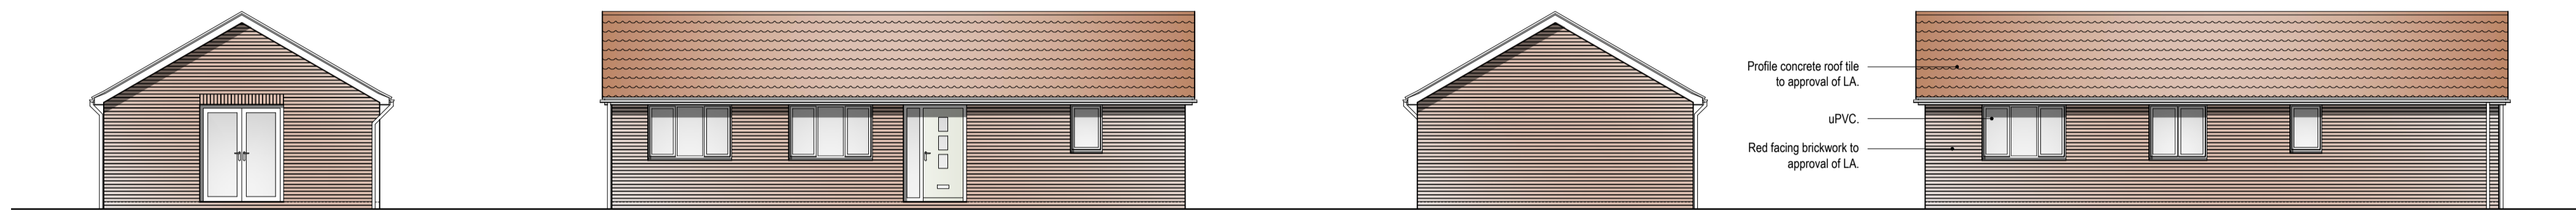 Profile concrete roof tile
to approval of LA.
uPVC.
Red facing brickwork to
approval of LA.